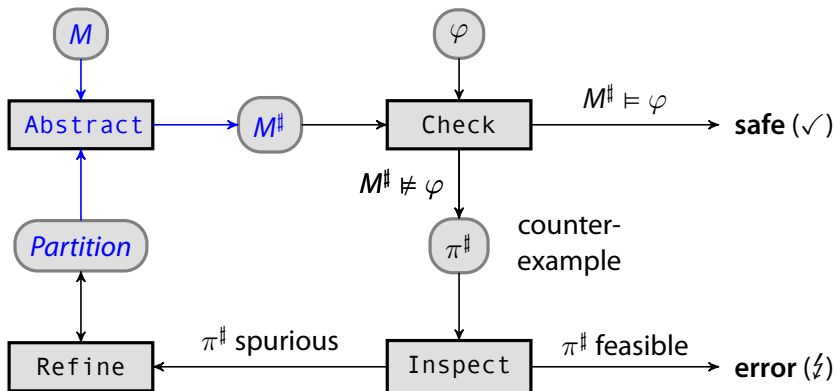 M
φ
Abstract
M♯
Check
M♯ ⊨ φ
safe (✓)
M♯ ⊭ φ
Partition
π♯
counter-
example
Refine
π♯ spurious
Inspect
π♯ feasible
error (↯)